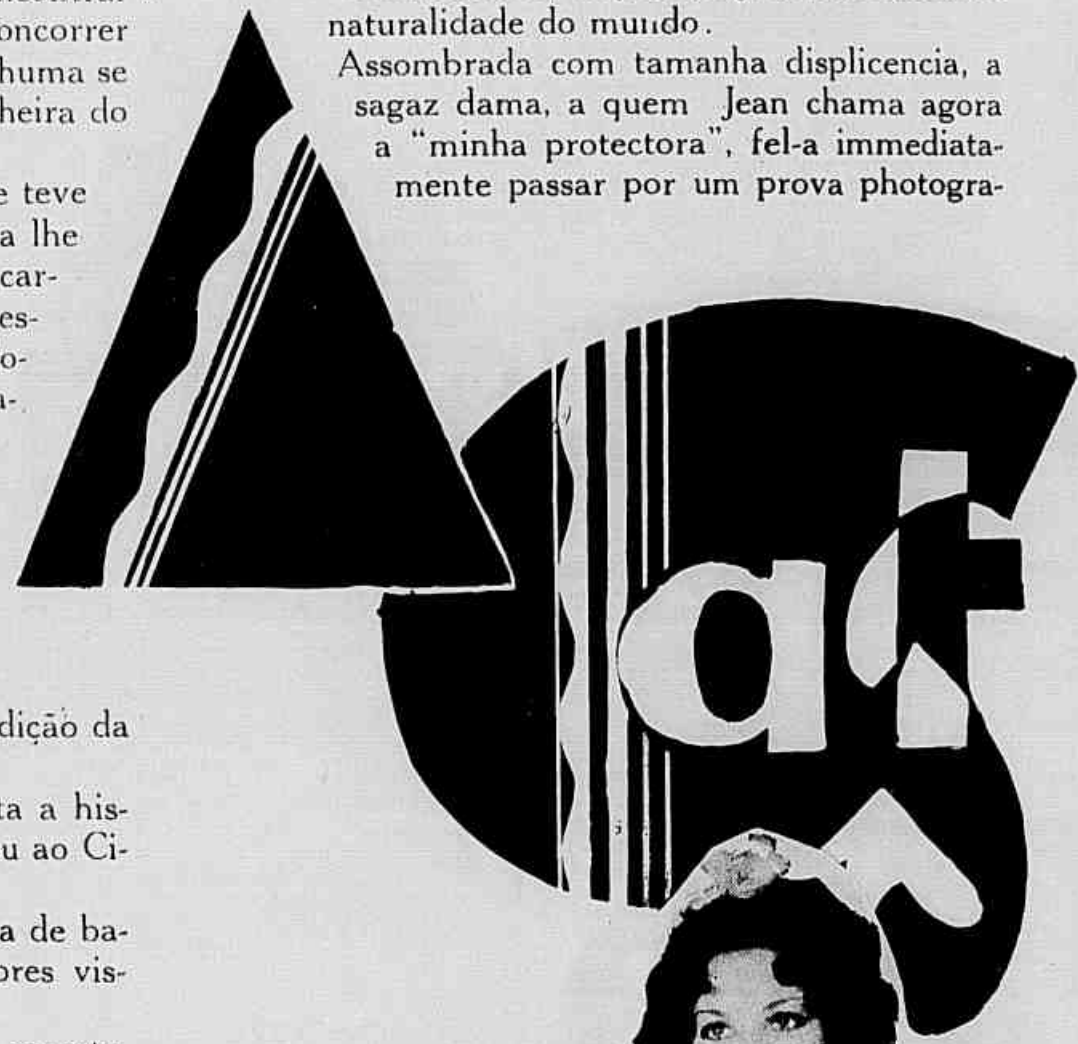 oncorrer
huma se
heira do
e teve
a lhe
car-
es-
o-
a-
dição da
ta a his-
u ao Ci-
a de ba-
ores vis-
naturalidade do mundo.
Assombrada com tamanha displicencia, a
sagaz dama, a quem Jean chama agora
a “minha protectora”, fel-a immediata-
mente passar por um prova photogra-